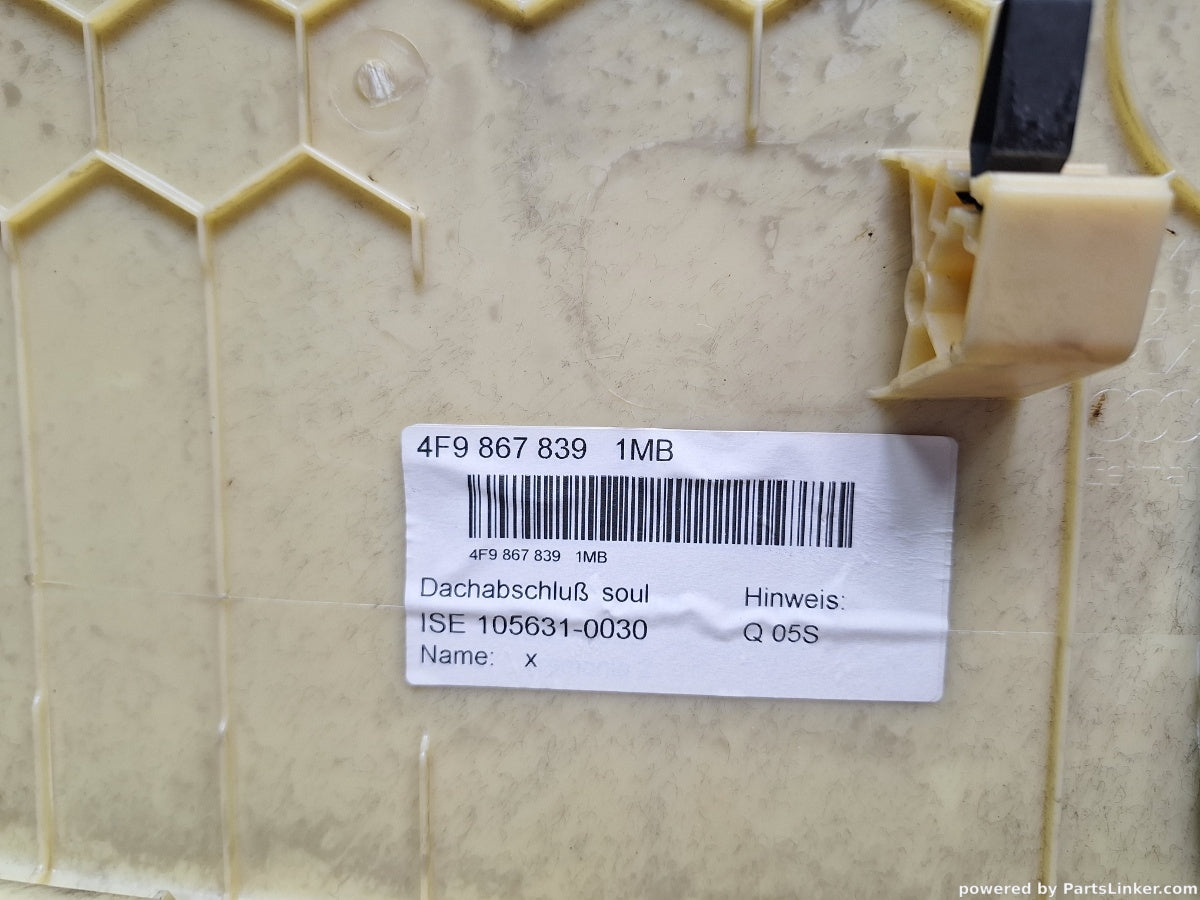 4F9 867 839 1MB
4F9 867 839 1MB
Dachabschluß soul
Hinweis:
ISE 105631-0030
Q 05S
Name: x
powered by PartsLinker.com